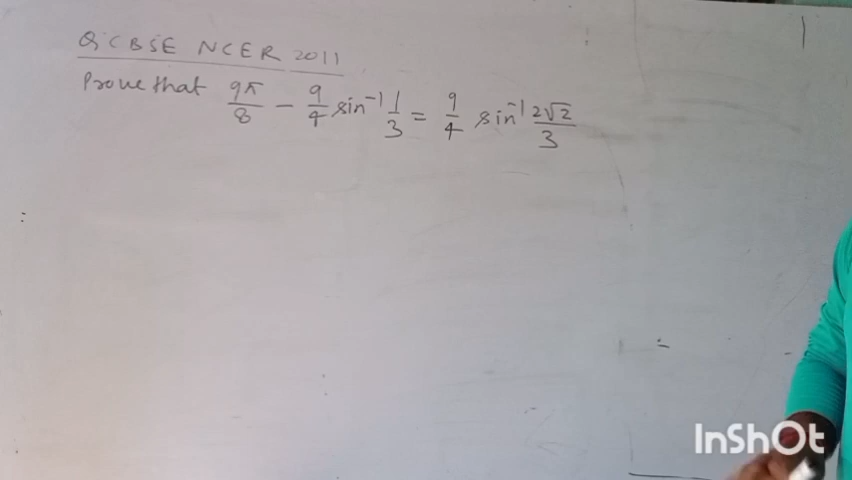 Q: CBSE NCER 2011
Prove that 9π/8 - 9/4 sin⁻¹ 1/3 = 9/4 sin⁻¹ 2√2/3
InShOt